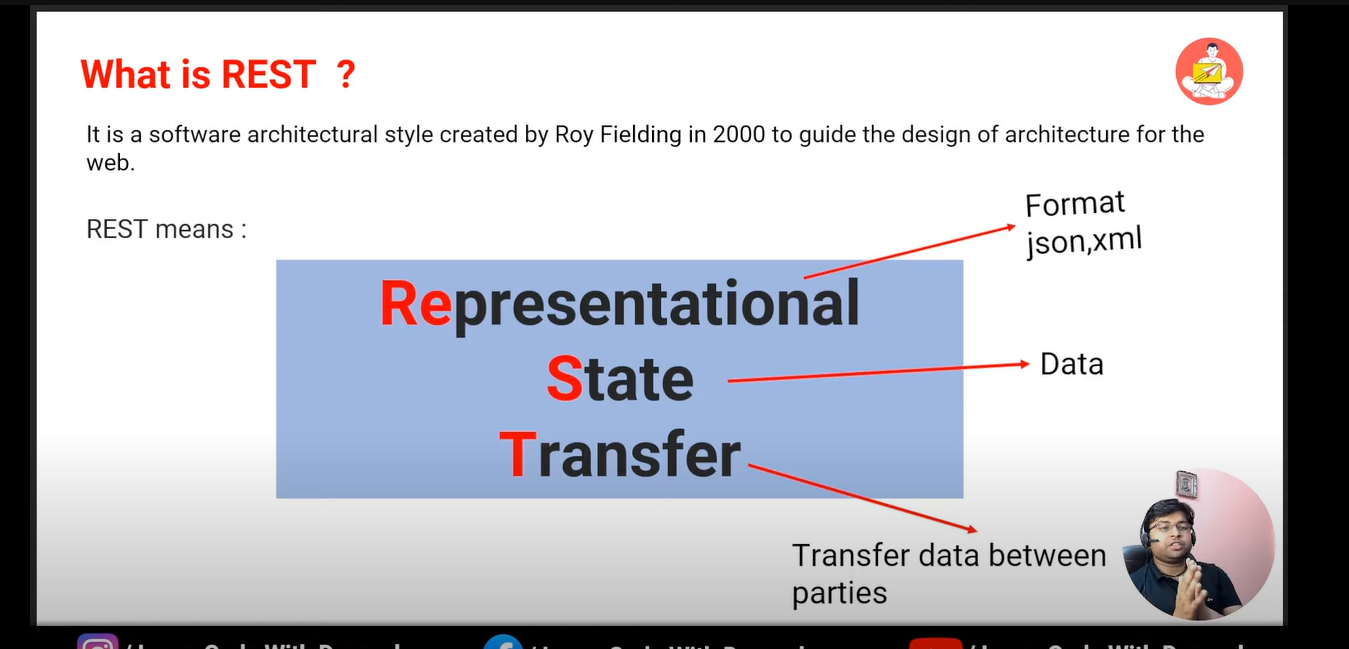 What is REST ?
It is a software architectural style created by Roy Fielding in 2000 to guide the design of architecture for the
web.
REST means :
Format
json,xml
Representational
State
Data
Transfer
Transfer data between
parties